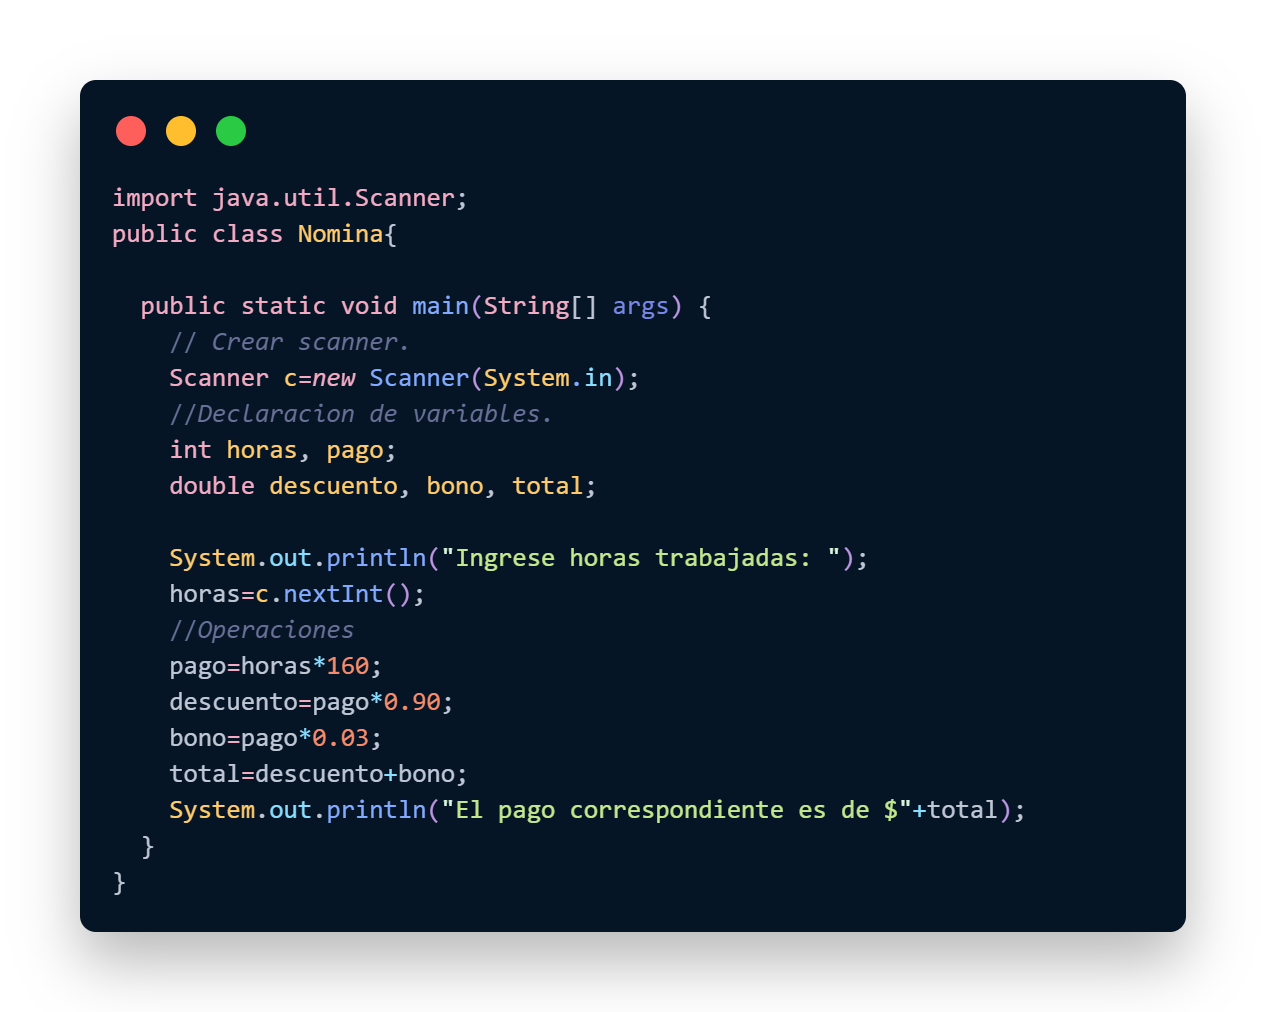 import java.util.Scanner;
public class Nomina{
public static void main(String[] args) {
// Crear scanner.
Scanner c=new Scanner(System.in);
//Declaracion de variables.
int horas, pago;
double descuento, bono, total;
System.out.println("Ingrese horas trabajadas: ");
horas=c.nextInt();
//Operaciones
pago=horas*160;
descuento=pago*0.90;
bono=pago*0.03;
total=descuento+bono;
System.out.println("El pago correspondiente es de $"+total);
}
}